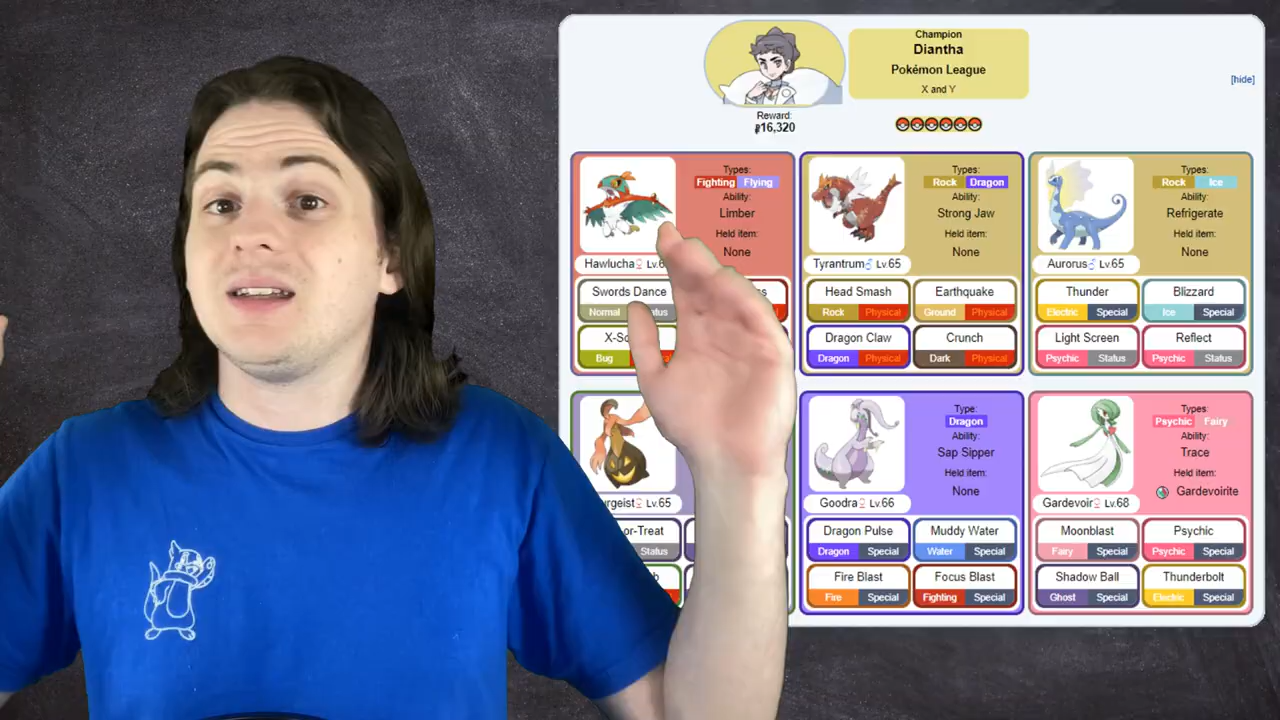 Champion
Diantha
Pokémon League
X and Y
[hide]
Reward:
₽16,320
Types:
Fighting Flying
Ability:
Limber
Held item:
None
Hawlucha♀
Swords Dance
Normal
Bug
Types:
Rock Dragon
Ability:
Strong Jaw
Held item:
None
Tyrantrum♂ Lv.65
Head Smash
Rock Physical
Earthquake
Ground Physical
Dragon Claw
Dragon Physical
Crunch
Dark Physical
Types:
Rock Ice
Ability:
Refrigerate
Held item:
None
Aurorus♂ Lv.65
Thunder
Electric Special
Blizzard
Ice Special
Light Screen
Psychic Status
Reflect
Psychic Status
Lv.65
Status
Type:
Dragon
Ability:
Sap Sipper
Held item:
None
Goodra♀ Lv.66
Dragon Pulse
Dragon Special
Muddy Water
Water Special
Fire Blast
Fire Special
Focus Blast
Fighting Special
Types:
Psychic Fairy
Ability:
Trace
Held item:
Gardevoirite
Gardevoir♀ Lv.68
Moonblast
Fairy Special
Psychic
Psychic Special
Shadow Ball
Ghost Special
Thunderbolt
Electric Special